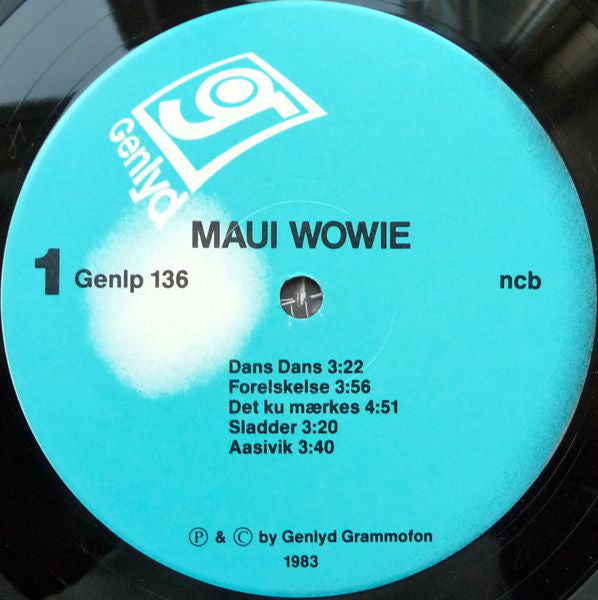 Genlyd
MAUI WOWIE
1 Genlp 136
ncb
Dans Dans 3:22
Forelskelse 3:56
Det ku mærkes 4:51
Sladder 3:20
Aasivik 3:40
Ⓟ & Ⓒ by Genlyd Grammofon
1983